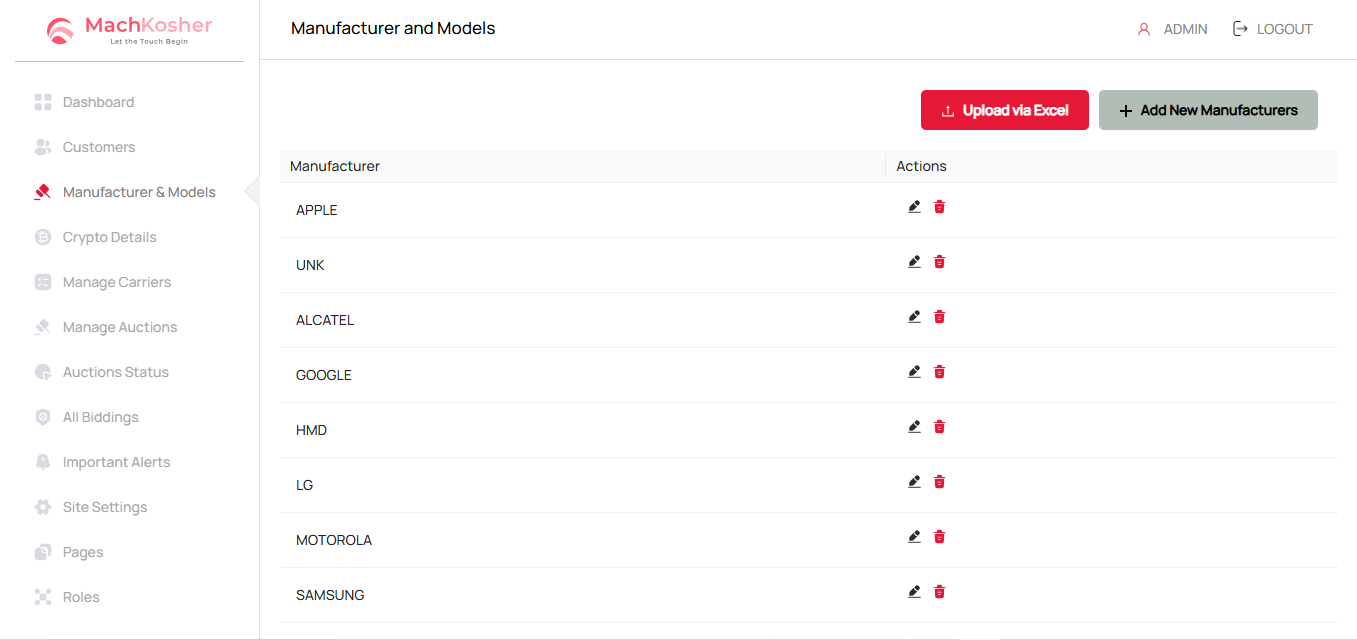 MachKosher
Let the Touch Begin
Manufacturer and Models
ADMIN
LOGOUT
Dashboard
Customers
Manufacturer & Models
Crypto Details
Manage Carriers
Manage Auctions
Auctions Status
All Biddings
Important Alerts
Site Settings
Pages
Roles
Upload via Excel
Add New Manufacturers
Manufacturer Actions
APPLE
UNK
ALCATEL
GOOGLE
HMD
LG
MOTOROLA
SAMSUNG